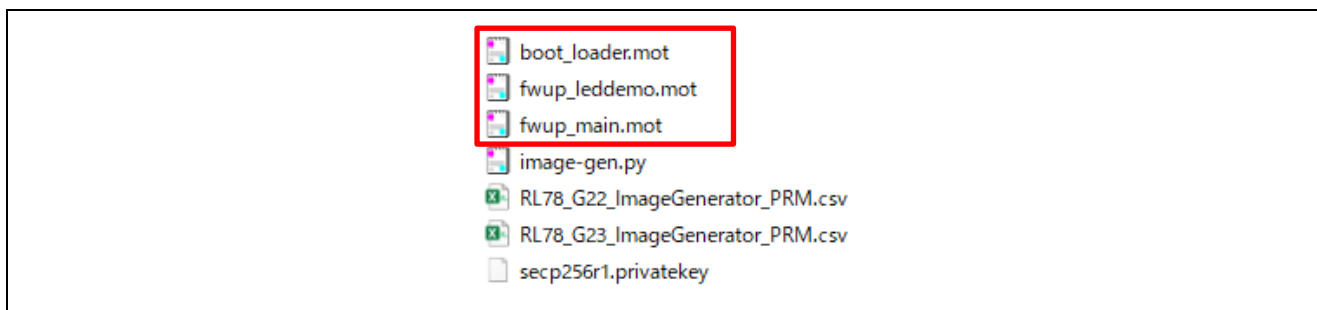 boot_loader.mot
fwup_leddemo.mot
fwup_main.mot
image-gen.py
RL78_G22_ImageGenerator_PRM.csv
RL78_G23_ImageGenerator_PRM.csv
secp256r1.privatekey